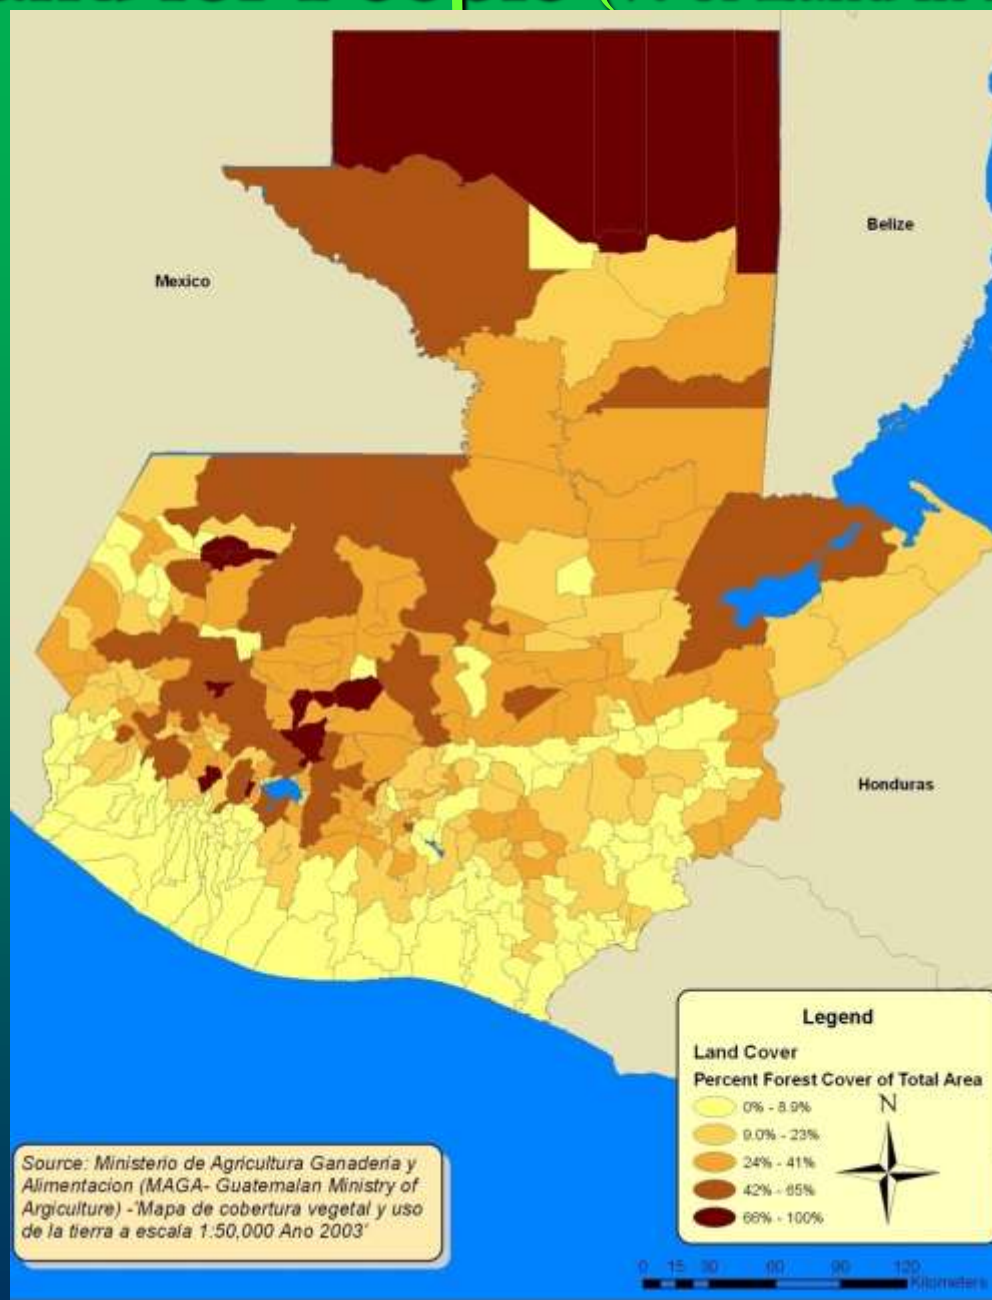 Belize
Mexico
Honduras
Legend
Land Cover
Percent Forest Cover of Total Area
N
0% - 8.9%
9.0% - 23%
24% - 41%
42% - 65%
66% - 100%
Source: Ministerio de Agricultura Ganaderia y
Alimentacion (MAGA- Guatemalan Ministry of
Argiculture) -"Mapa de cobertura vegetal y uso
de la tierra a escala 1:50,000 Ano 2003"
0 15 30 60 90 120
Kilometers